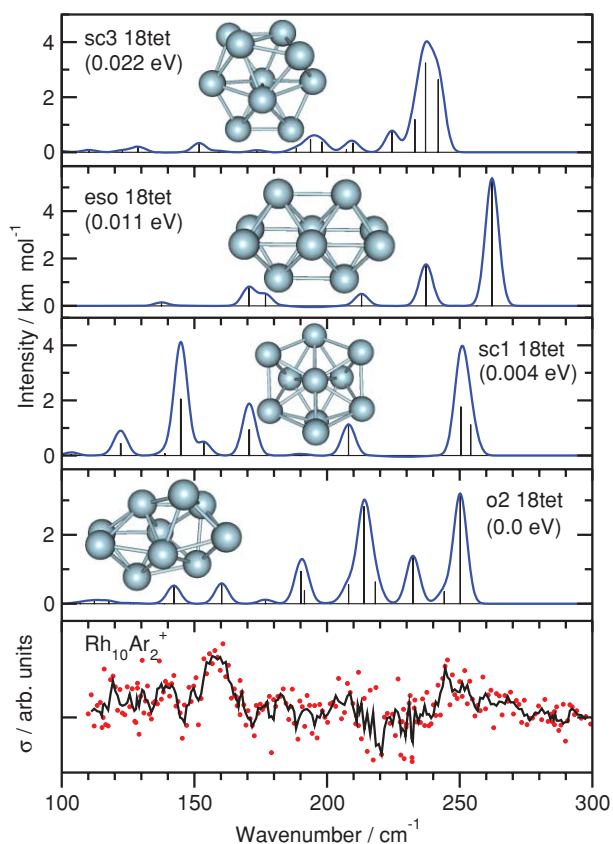 4
2
0
sc3 18tet
(0.022 eV)
4
2
0
eso 18tet
(0.011 eV)
4
2
0
sc1 18tet
(0.004 eV)
2
0
o2 18tet
(0.0 eV)
Intensity / km mol⁻¹
Rh₁₀Ar₂⁺
σ / arb. units
100 150 200 250 300
Wavenumber / cm⁻¹